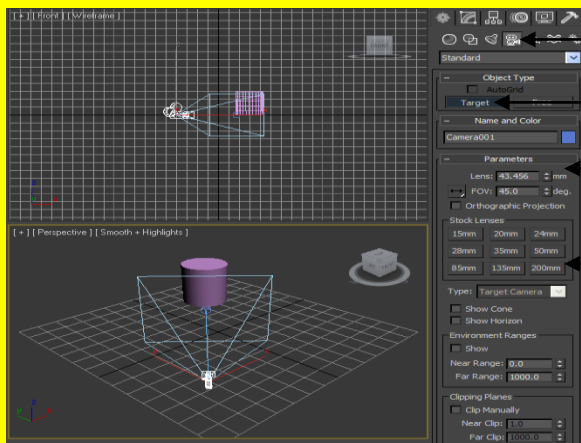 [ + ] [ Front ] [ Wireframe ]
FRONT
[ + ] [ Perspective ] [ Smooth + Highlights ]
Standard
Object Type
AutoGrid
Target
Name and Color
Camera001
Parameters
Lens: 43.456 mm
FOV: 45.0 deg.
Orthographic Projection
Stock Lenses
15mm 20mm 24mm
28mm 35mm 50mm
85mm 135mm 200mm
Type: Target Camera
Show Cone
Show Horizon
Environment Ranges
Show
Near Range: 0.0
Far Range: 1000.0
Clipping Planes
Clip Manually
Near Clip: 1.0
Far Clip: 1000.0